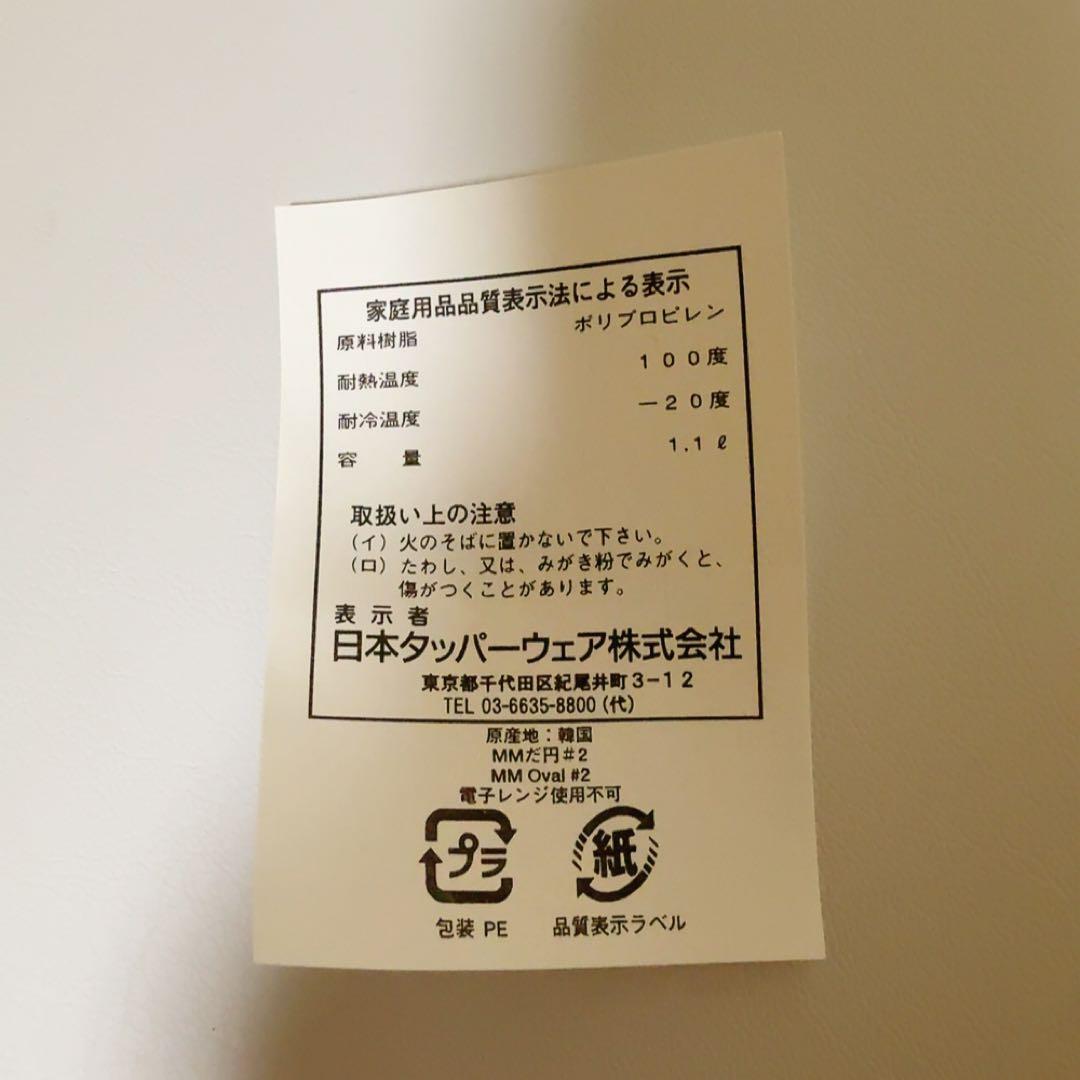 家庭用品品質表示法による表示
原料樹脂 ポリプロピレン
耐熱温度 100度
耐冷温度 −20度
容量 1.1ℓ
取扱い上の注意
(イ) 火のそばに置かないで下さい。
(ロ) たわし、又は、みがき粉でみがくと、
傷がつくことがあります。
表示者
日本タッパーウェア株式会社
東京都千代田区紀尾井町3-12
TEL 03-6635-8800 (代)
原産地：韓国
MMだ円#2
MM Oval #2
電子レンジ使用不可
プラ 紙
包装 PE 品質表示ラベル